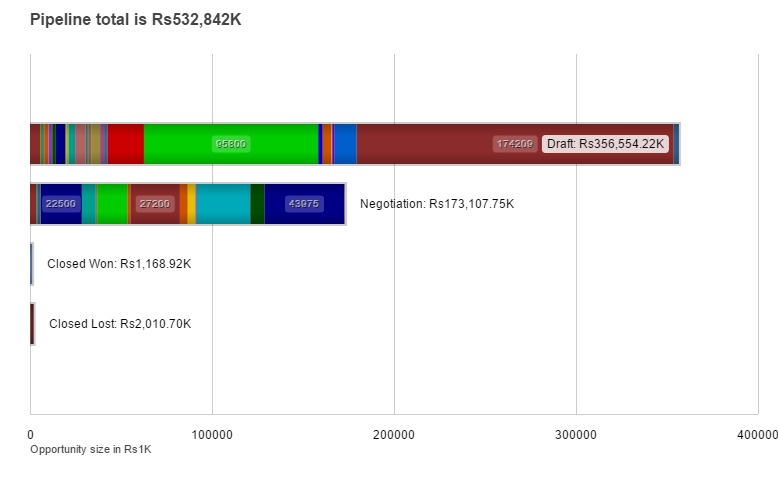 Pipeline total is Rs532,842K
95800 174209 Draft: Rs356,554.22K
22500 27200 43975 Negotiation: Rs173,107.75K
Closed Won: Rs1,168.92K
Closed Lost: Rs2,010.70K
0 100000 200000 300000 400000
Opportunity size in Rs1K